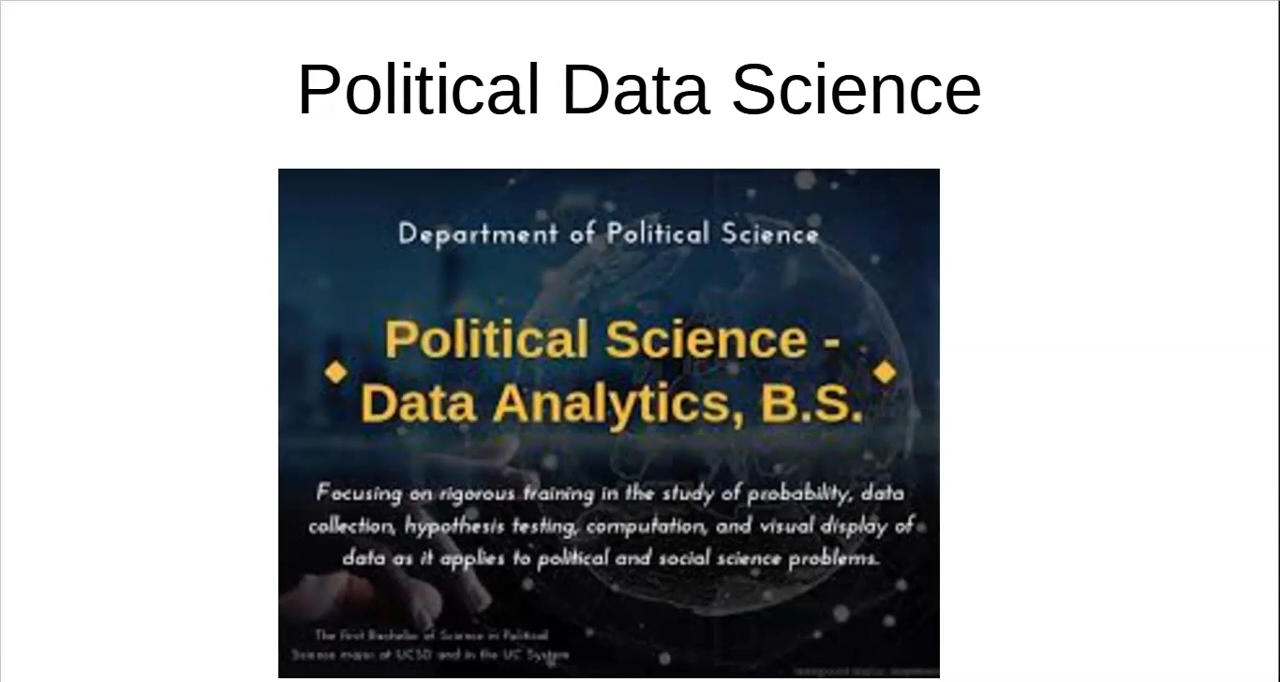 Political Data Science
Department of Political Science
Political Science -
Data Analytics, B.S.
Focusing on rigorous training in the study of probability, data
collection, hypothesis testing, computation, and visual display of
data as it applies to political and social science problems.
The first Bachelor of Science in Political
Science major at UCSD and in the UC System